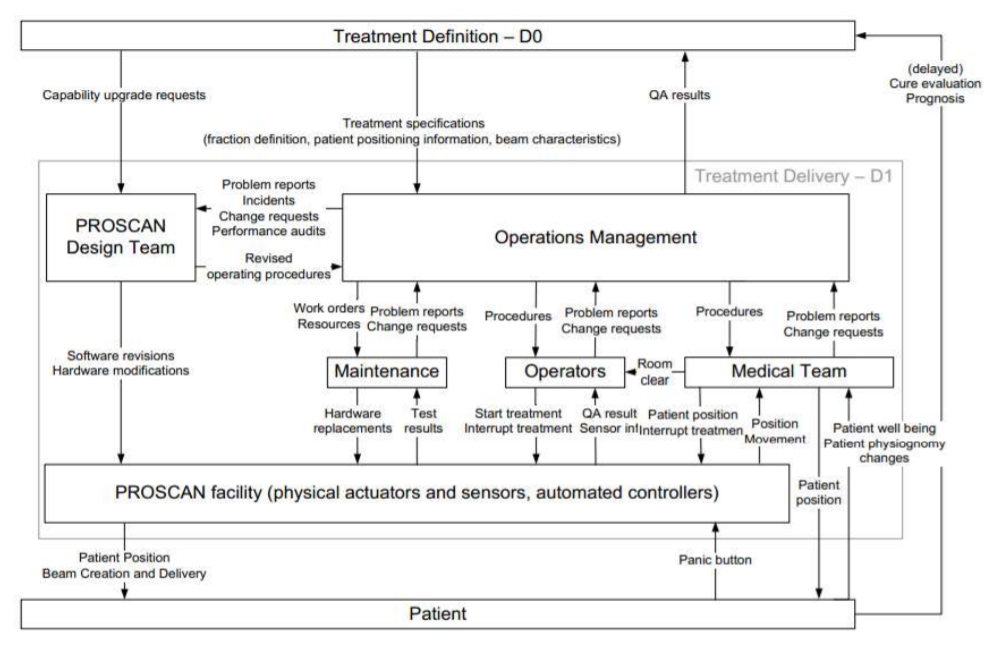 Treatment Definition – D0
(delayed)
Cure evaluation
Prognosis
Capability upgrade requests
QA results
Treatment specifications
(fraction definition, patient positioning information, beam characteristics)
Treatment Delivery – D1
Problem reports
Incidents
Change requests
Performance audits
PROSCAN
Design Team
Operations Management
Revised
operating procedures
Work orders
Resources
Problem reports
Change requests
Procedures
Problem reports
Change requests
Procedures
Problem reports
Change requests
Software revisions
Hardware modifications
Maintenance
Operators
Room
clear
Medical Team
Hardware
replacements
Test
results
Start treatment
Interrupt treatment
QA result
Sensor inf
Patient position
Interrupt treatmen
Position
Movement
Patient well being
Patient physiognomy
changes
PROSCAN facility (physical actuators and sensors, automated controllers)
Patient
position
Patient Position
Beam Creation and Delivery
Panic button
Patient